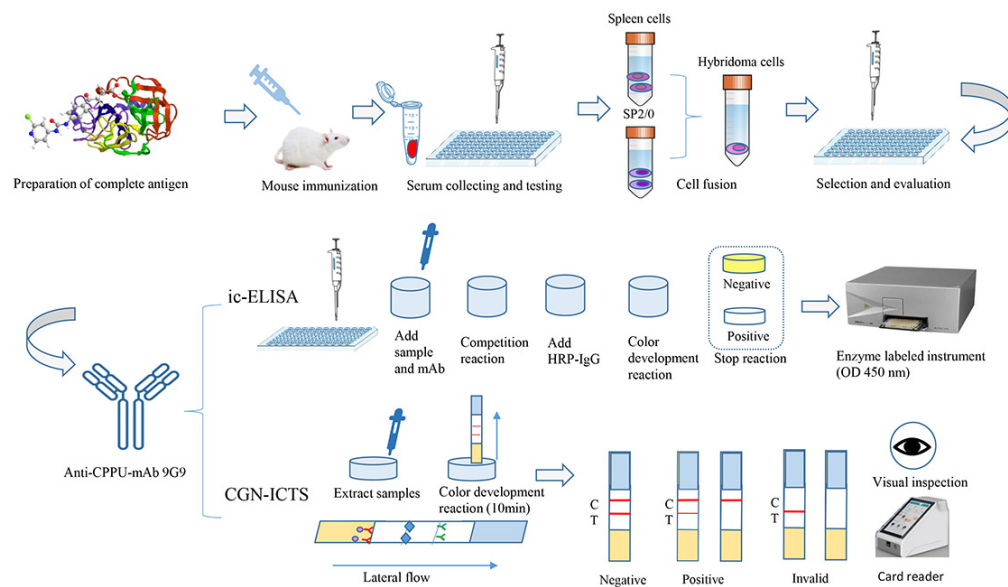 Spleen cells
Hybridoma cells
SP2/0
Preparation of complete antigen
Mouse immunization
Serum collecting and testing
Cell fusion
Selection and evaluation
ic-ELISA
Add
sample
and mAb
Competition
reaction
Add
HRP-IgG
Color
development
reaction
Negative
Positive
Stop reaction
Enzyme labeled instrument
(OD 450 nm)
Anti-CPPU-mAb 9G9
CGN-ICTS
Extract samples
Color development
reaction (10min)
Lateral flow
C
T
Negative
C
T
Positive
C
T
Invalid
Visual inspection
Card reader